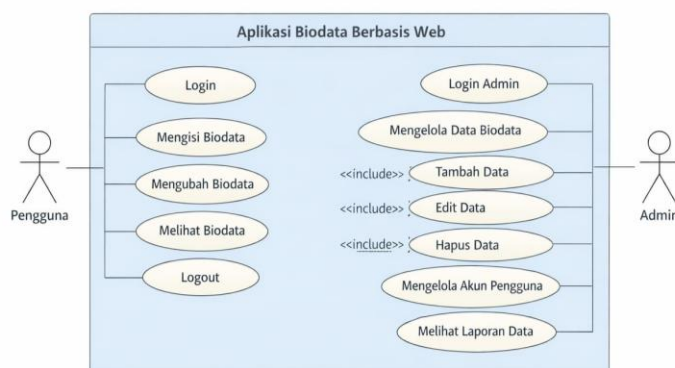 Aplikasi Biodata Berbasis Web
Login
Mengisi Biodata
Mengubah Biodata
Melihat Biodata
Logout
Pengguna
Login Admin
Mengelola Data Biodata
<<include>> Tambah Data
<<include>> Edit Data
<<include>> Hapus Data
Mengelola Akun Pengguna
Melihat Laporan Data
Admin